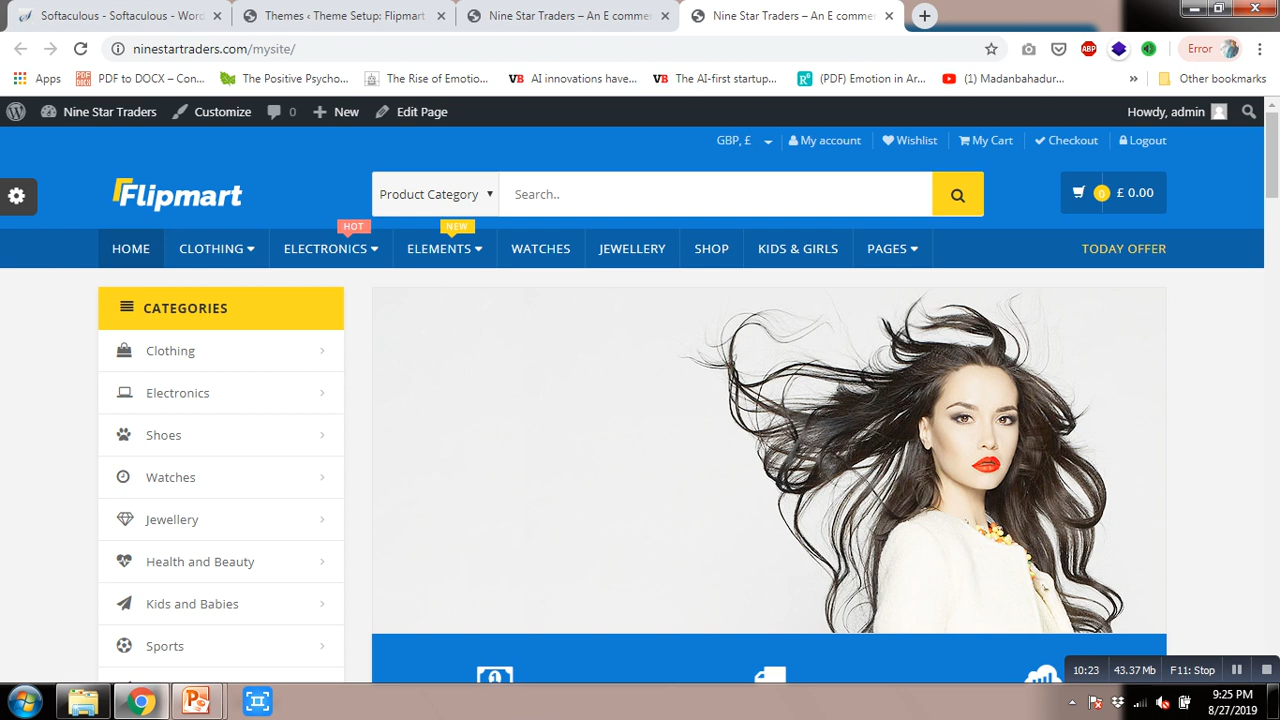 Softaculous - Softaculous - Word
Themes ‹ Theme Setup: Flipmart
Nine Star Traders – An E comme
Nine Star Traders – An E comme
ninestartraders.com/mysite/
ABP
Error
Apps
PDF to DOCX – Con...
The Positive Psycho...
The Rise of Emotio...
VB AI innovations have...
VB The AI-first startup...
(PDF) Emotion in Ar...
(1) Madanbahadur...
» Other bookmarks
Nine Star Traders
Customize
0
New
Edit Page
Howdy, admin
GBP, £
My account
Wishlist
My Cart
Checkout
Logout
Flipmart
Product Category
Search..
0
£ 0.00
HOT
NEW
HOME
CLOTHING
ELECTRONICS
ELEMENTS
WATCHES
JEWELLERY
SHOP
KIDS & GIRLS
PAGES
TODAY OFFER
CATEGORIES
Clothing
Electronics
Shoes
Watches
Jewellery
Health and Beauty
Kids and Babies
Sports
10:23
43.37 Mb
F11: Stop
9:25 PM
8/27/2019